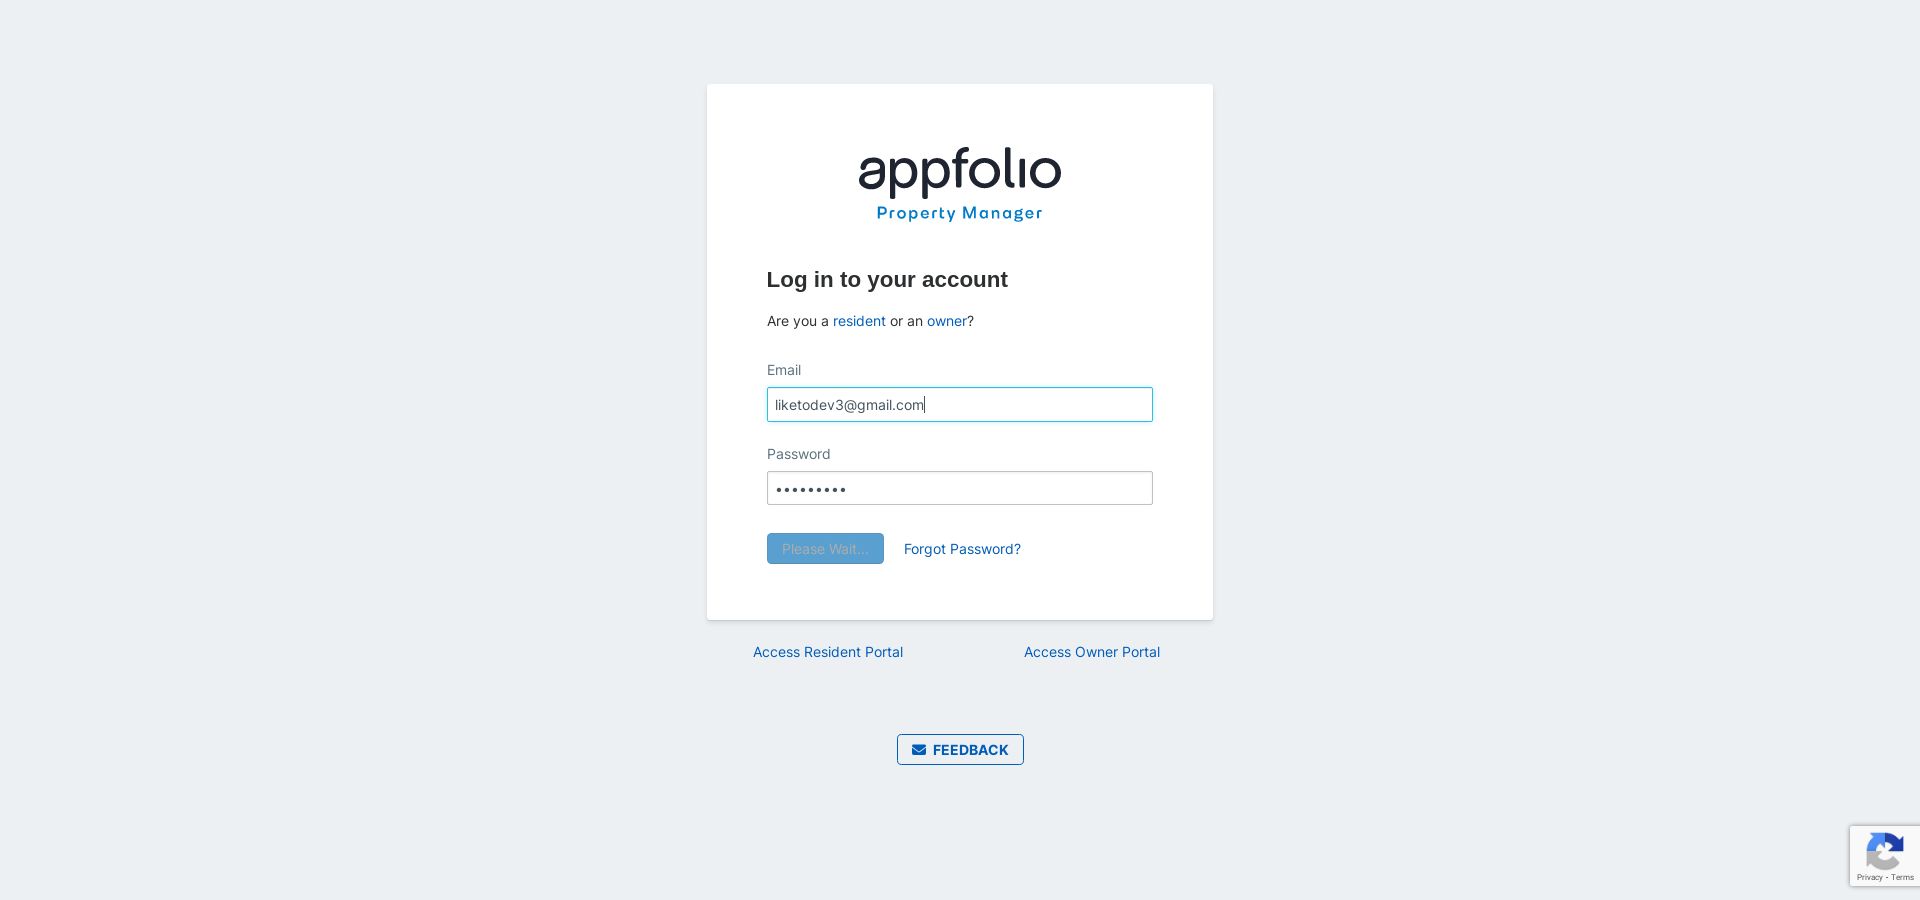 appfolio
Property Manager
Log in to your account
Are you a resident or an owner?
Email
liketodev3@gmail.com
Password
•••••••••
Please Wait...
Forgot Password?
Access Resident Portal
Access Owner Portal
FEEDBACK
Privacy - Terms